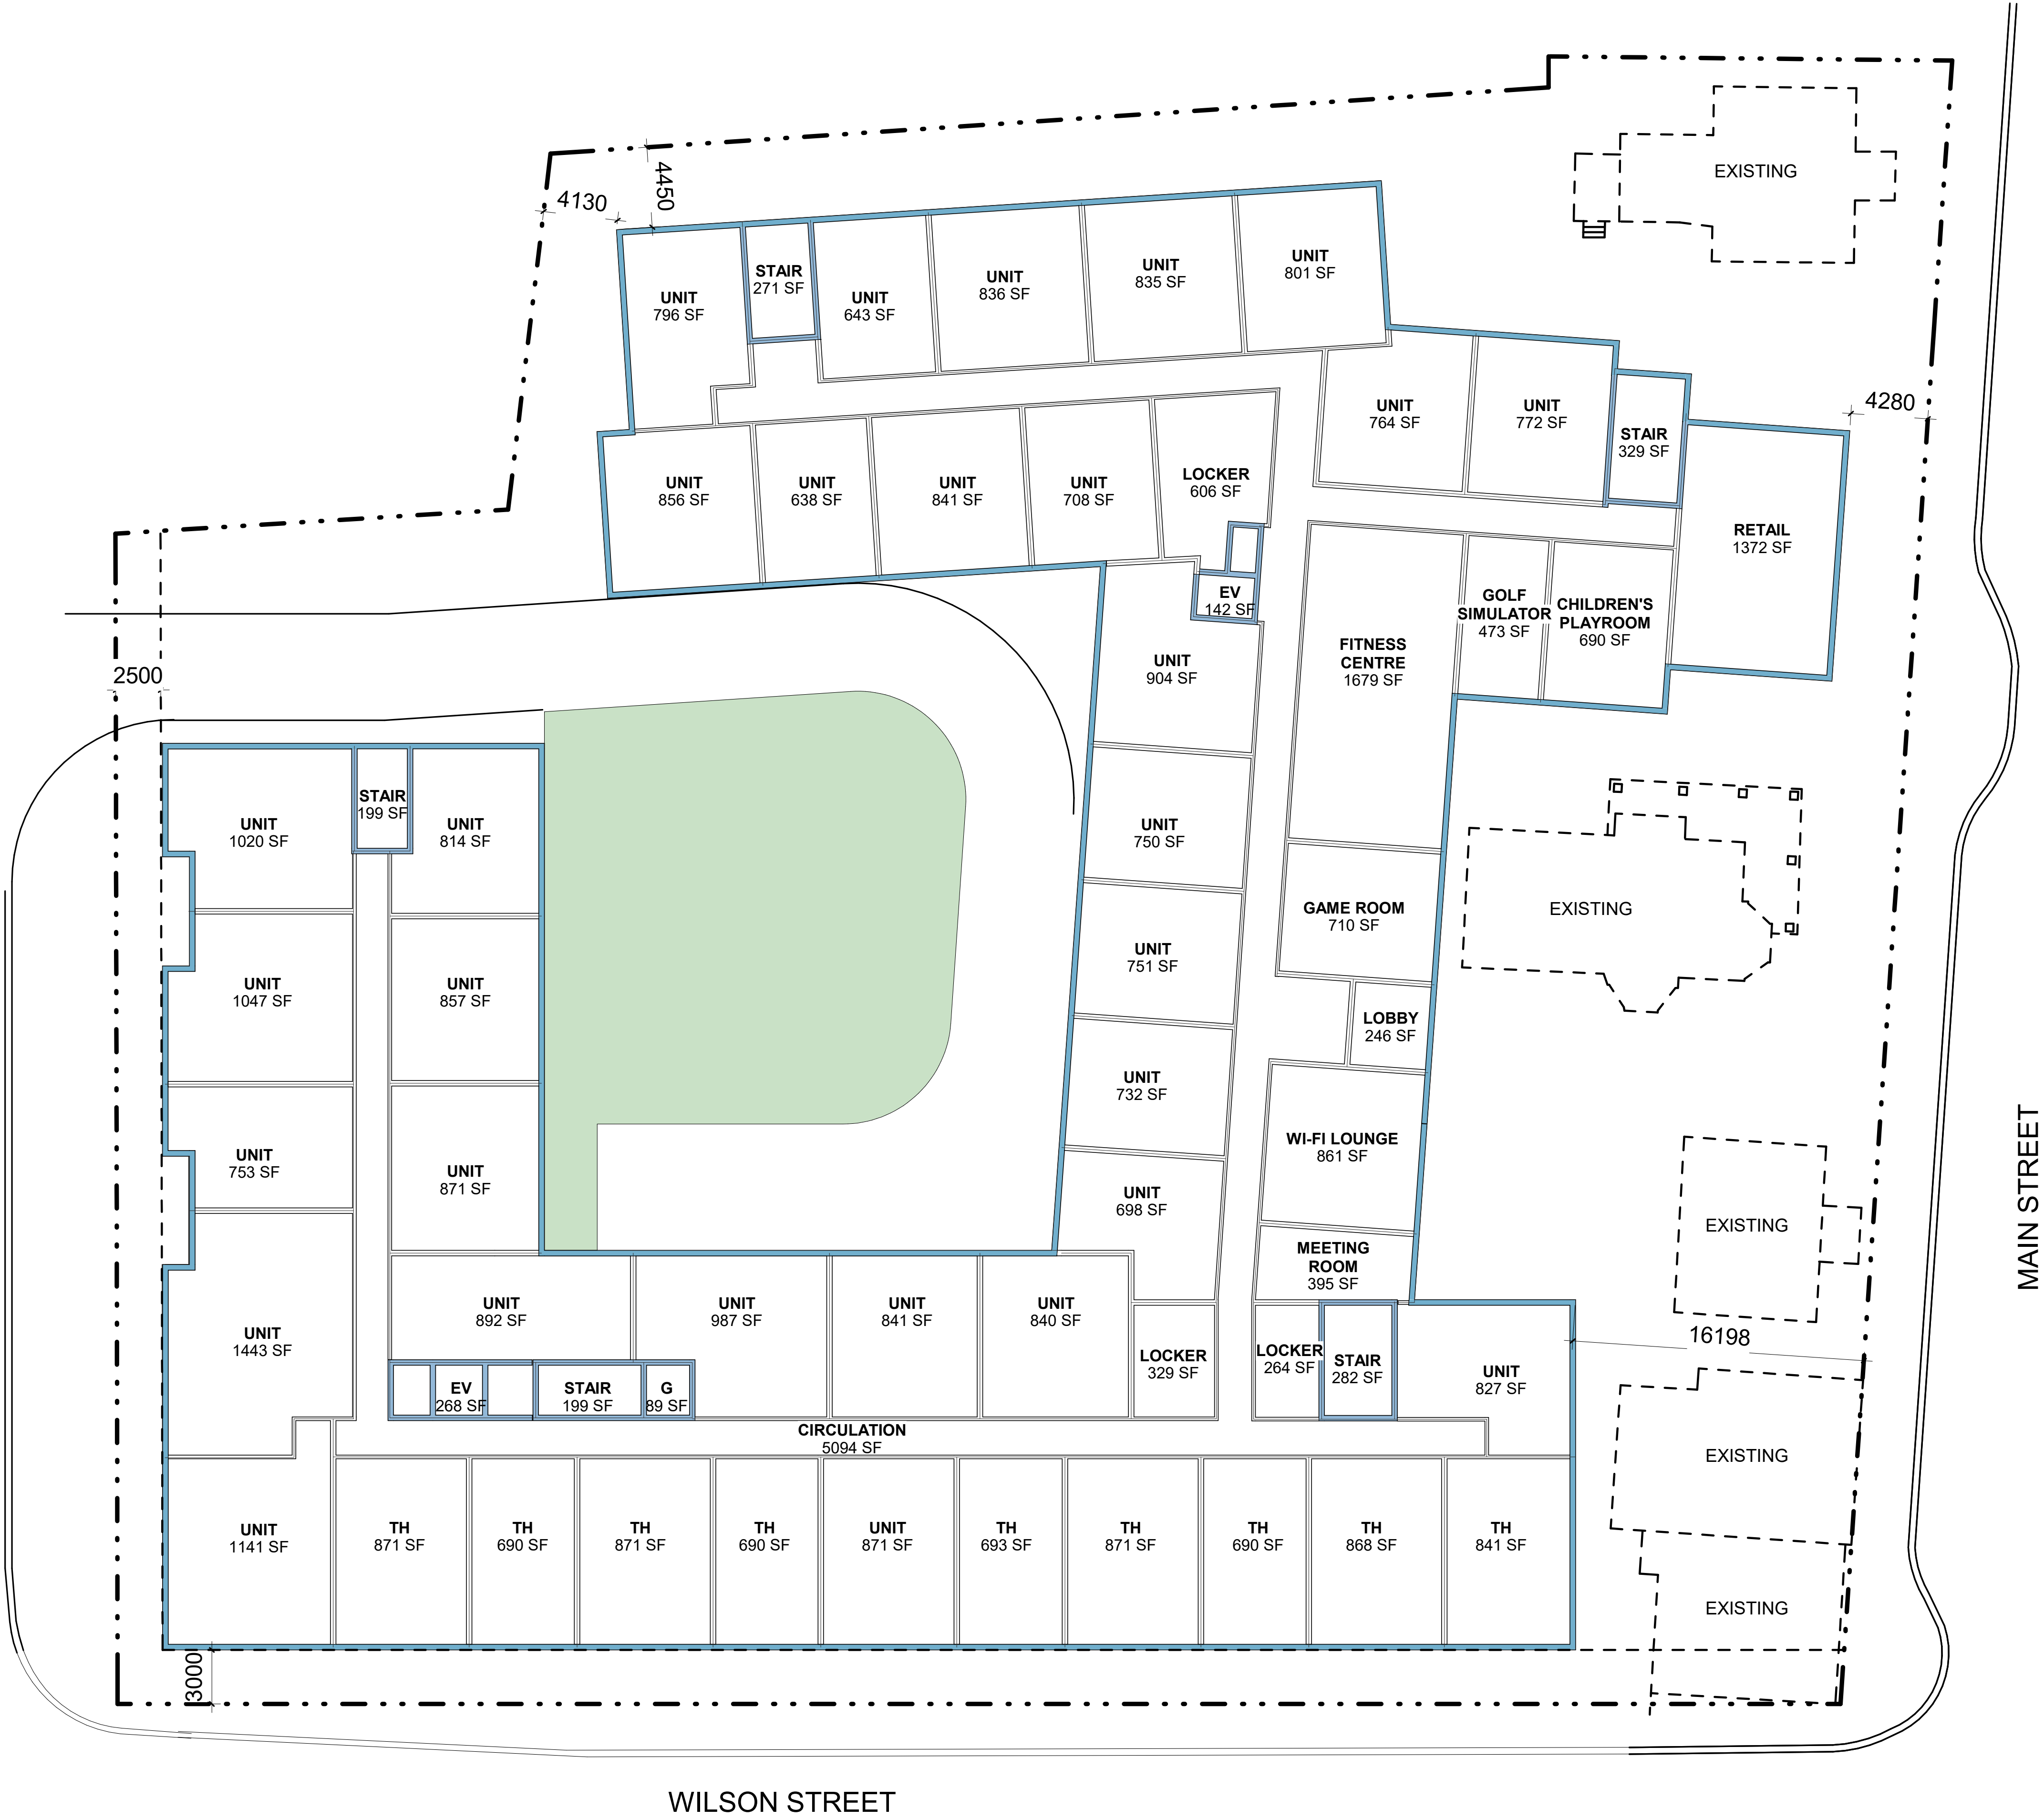 EXISTING
4450
4130
STAIR
271 SF
UNIT
796 SF
UNIT
643 SF
UNIT
836 SF
UNIT
835 SF
UNIT
801 SF
4280
UNIT
764 SF
UNIT
772 SF
STAIR
329 SF
UNIT
856 SF
UNIT
638 SF
UNIT
841 SF
UNIT
708 SF
LOCKER
606 SF
RETAIL
1372 SF
EV
142 SF
GOLF
SIMULATOR
473 SF
CHILDREN'S
PLAYROOM
690 SF
FITNESS
CENTRE
1679 SF
UNIT
904 SF
2500
STAIR
199 SF
UNIT
1020 SF
UNIT
814 SF
UNIT
750 SF
GAME ROOM
710 SF
EXISTING
UNIT
1047 SF
UNIT
857 SF
UNIT
751 SF
LOBBY
246 SF
UNIT
732 SF
WI-FI LOUNGE
861 SF
UNIT
753 SF
UNIT
871 SF
UNIT
698 SF
EXISTING
MAIN STREET
MEETING
ROOM
395 SF
UNIT
892 SF
UNIT
987 SF
UNIT
841 SF
UNIT
840 SF
UNIT
1443 SF
16198
LOCKER
329 SF
LOCKER
264 SF
STAIR
282 SF
UNIT
827 SF
EV
268 SF
STAIR
199 SF
G
89 SF
CIRCULATION
5094 SF
EXISTING
UNIT
1141 SF
TH
871 SF
TH
690 SF
TH
871 SF
TH
690 SF
UNIT
871 SF
TH
693 SF
TH
871 SF
TH
690 SF
TH
868 SF
TH
841 SF
EXISTING
3000
WILSON STREET